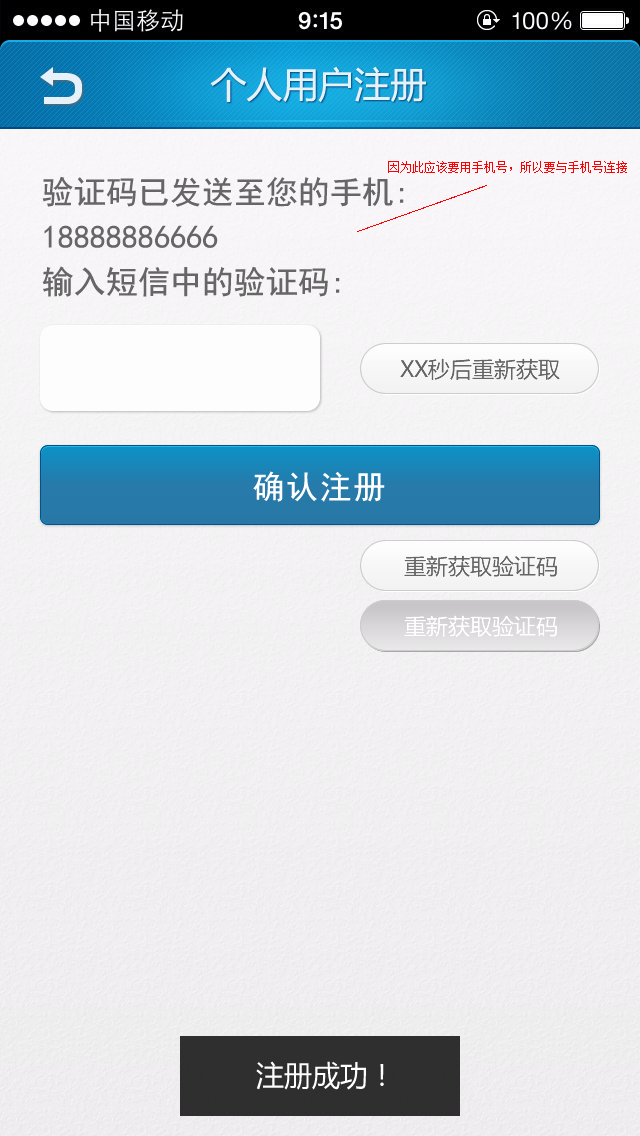 中国移动 9:15 100%
个人用户注册
因为此应该要用手机号，所以要与手机号连接
验证码已发送至您的手机：
18888886666
输入短信中的验证码：
XX秒后重新获取
确认注册
重新获取验证码
重新获取验证码
注册成功！